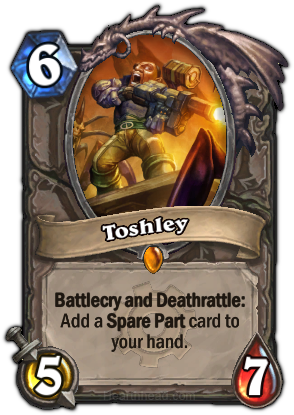 6
Toshley
Battlecry and Deathrattle:
Add a Spare Part card to
your hand.
5
7